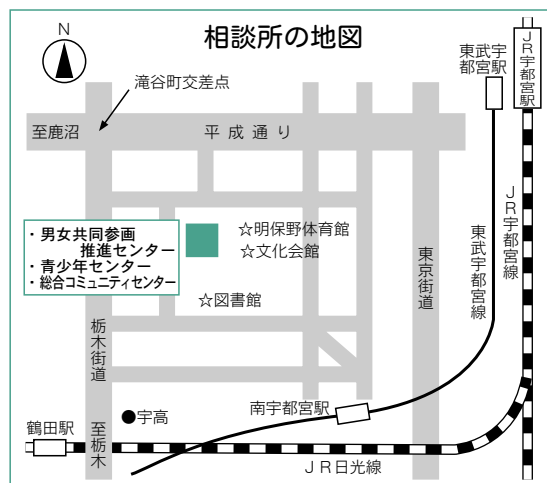 相談所の地図
N
滝谷町交差点
東武宇
都宮駅
JR宇都宮駅
至鹿沼
平成通り
JR宇都宮線
東武宇都宮線
・男女共同参画
推進センター
・青少年センター
・総合コミュニティセンター
☆明保野体育館
☆文化会館
東京街道
☆図書館
栃木街道
至栃木
●宇高
南宇都宮駅
鶴田駅
JR日光線